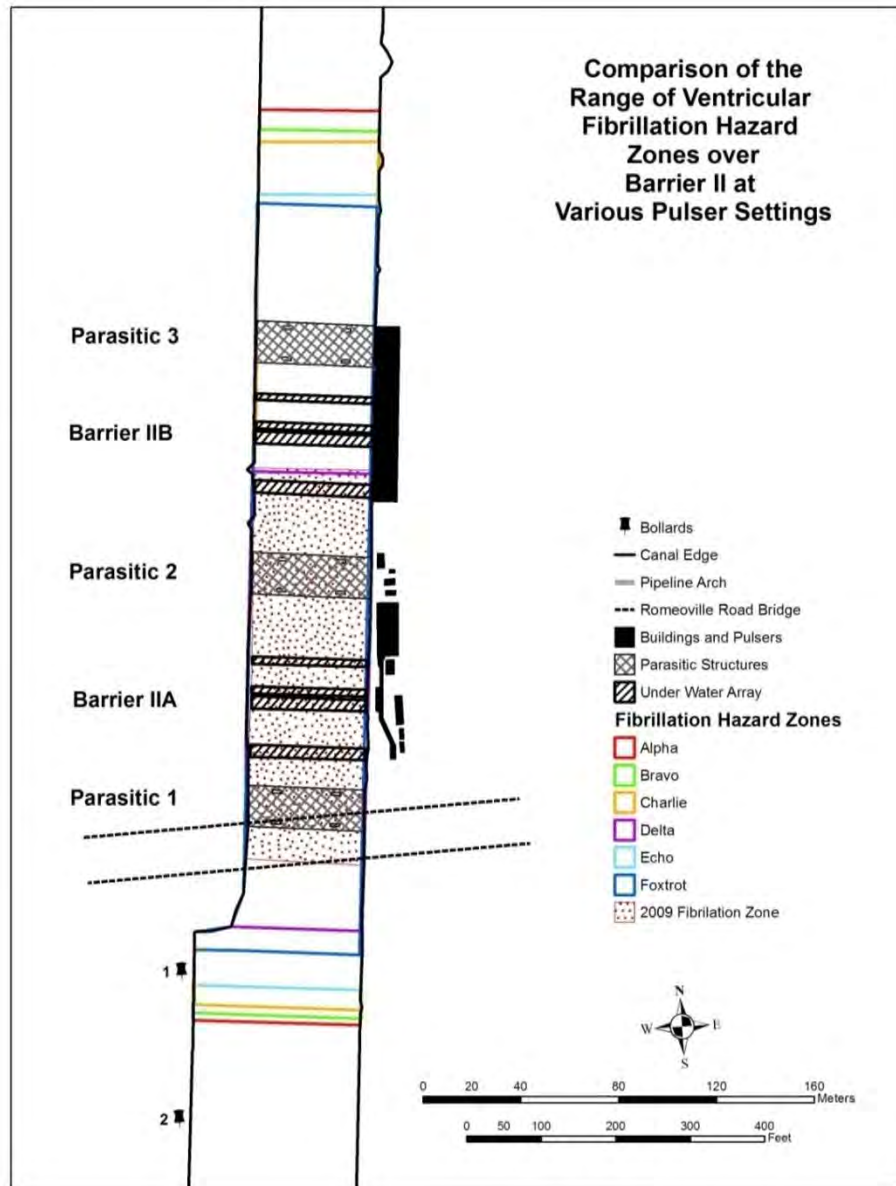 Comparison of the
Range of Ventricular
Fibrillation Hazard
Zones over
Barrier II at
Various Pulser Settings
Parasitic 3
Barrier IIB
Parasitic 2
Barrier IIA
Parasitic 1
1
2
Bollards
Canal Edge
Pipeline Arch
Romeoville Road Bridge
Buildings and Pulsers
Parasitic Structures
Under Water Array
Fibrillation Hazard Zones
Alpha
Bravo
Charlie
Delta
Echo
Foxtrot
2009 Fibrilation Zone
N
W E
S
0 20 40 80 120 160
Meters
0 50 100 200 300 400
Feet